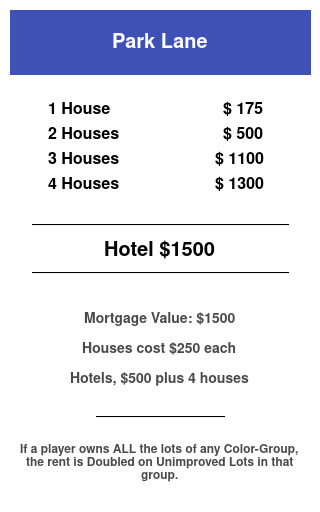 Park Lane
1 House $ 175
2 Houses $ 500
3 Houses $ 1100
4 Houses $ 1300
Hotel $1500
Mortgage Value: $1500
Houses cost $250 each
Hotels, $500 plus 4 houses
If a player owns ALL the lots of any Color-Group,
the rent is Doubled on Unimproved Lots in that
group.